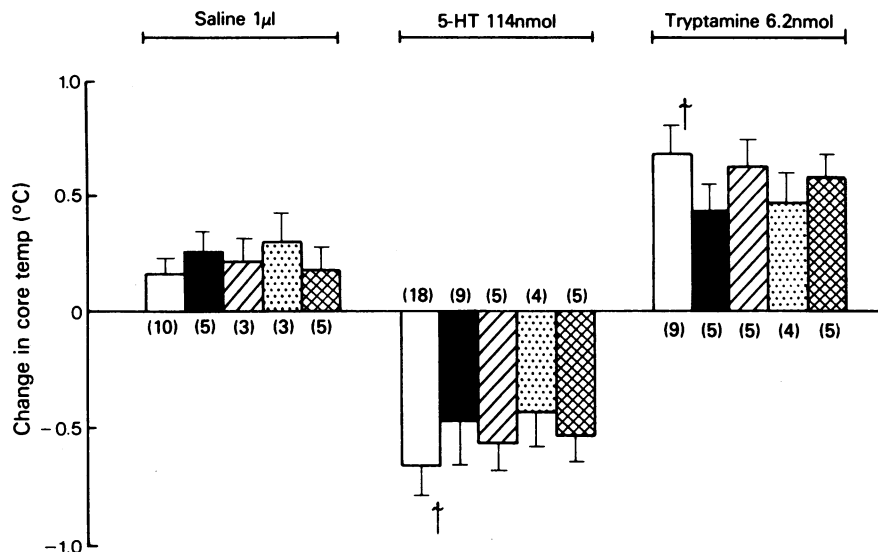 Saline 1μl
5-HT 114nmol
Tryptamine 6.2nmol
Change in core temp (°C)
1.0
0.5
0
-0.5
-1.0
(10) (5) (3) (3) (5)
(18) (9) (5) (4) (5)
(9) (5) (5) (4) (5)
†
†